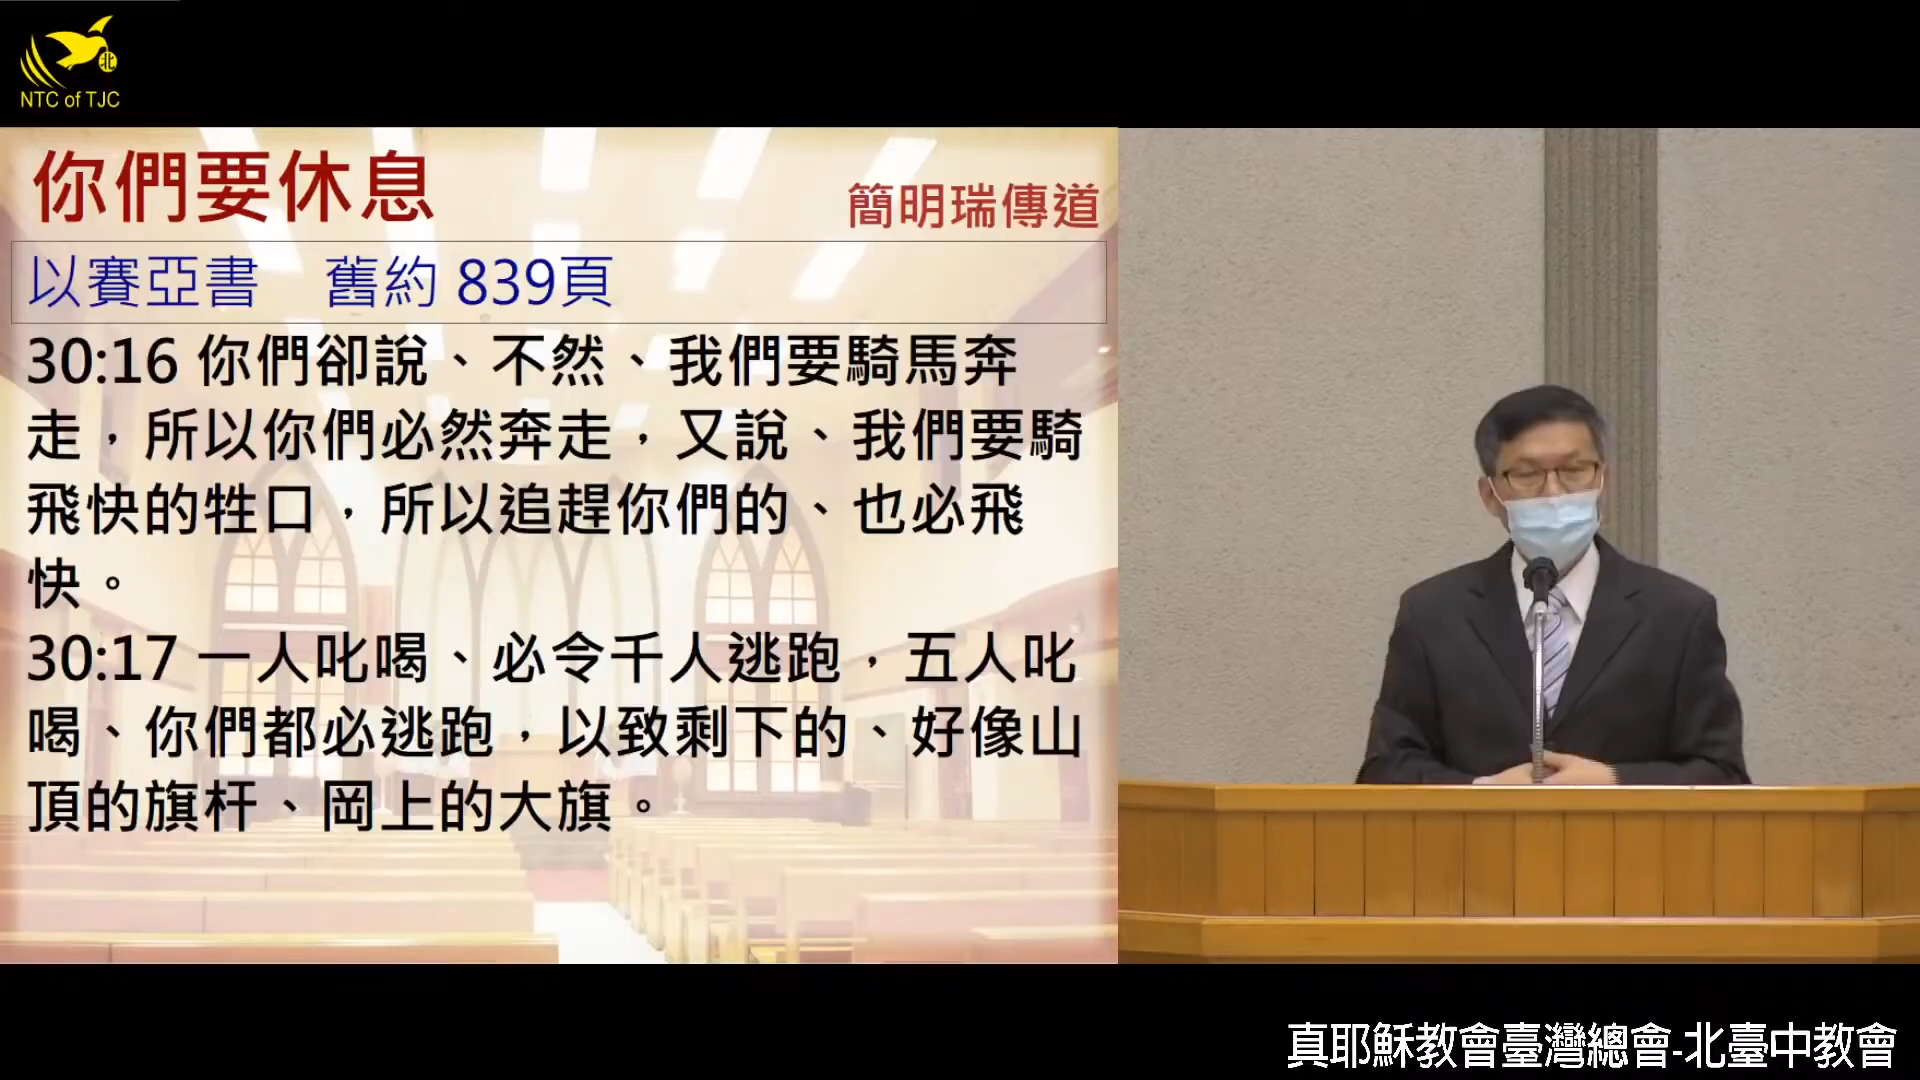 北
NTC of TJC
你們要休息
簡明瑞傳道
以賽亞書 舊約 839頁
30:16 你們卻說、不然、我們要騎馬奔
走，所以你們必然奔走，又說、我們要騎
飛快的牲口，所以追趕你們的、也必飛
快。
30:17 一人叱喝、必令千人逃跑，五人叱
喝、你們都必逃跑，以致剩下的、好像山
頂的旗杆、岡上的大旗。
真耶穌教會臺灣總會-北臺中教會